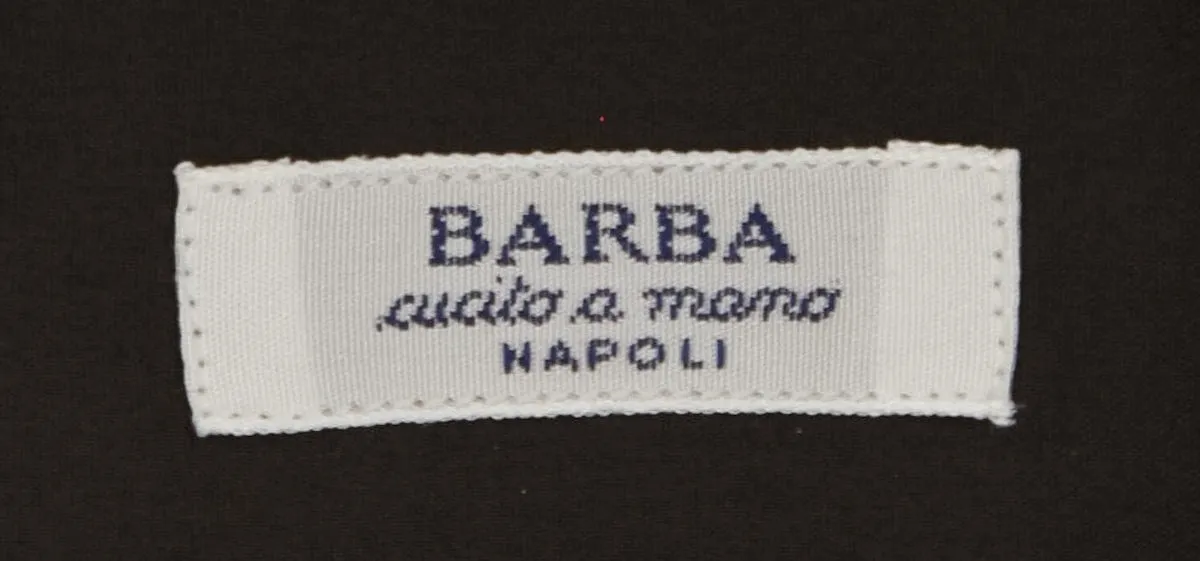 BARBA
cucito a mano
NAPOLI